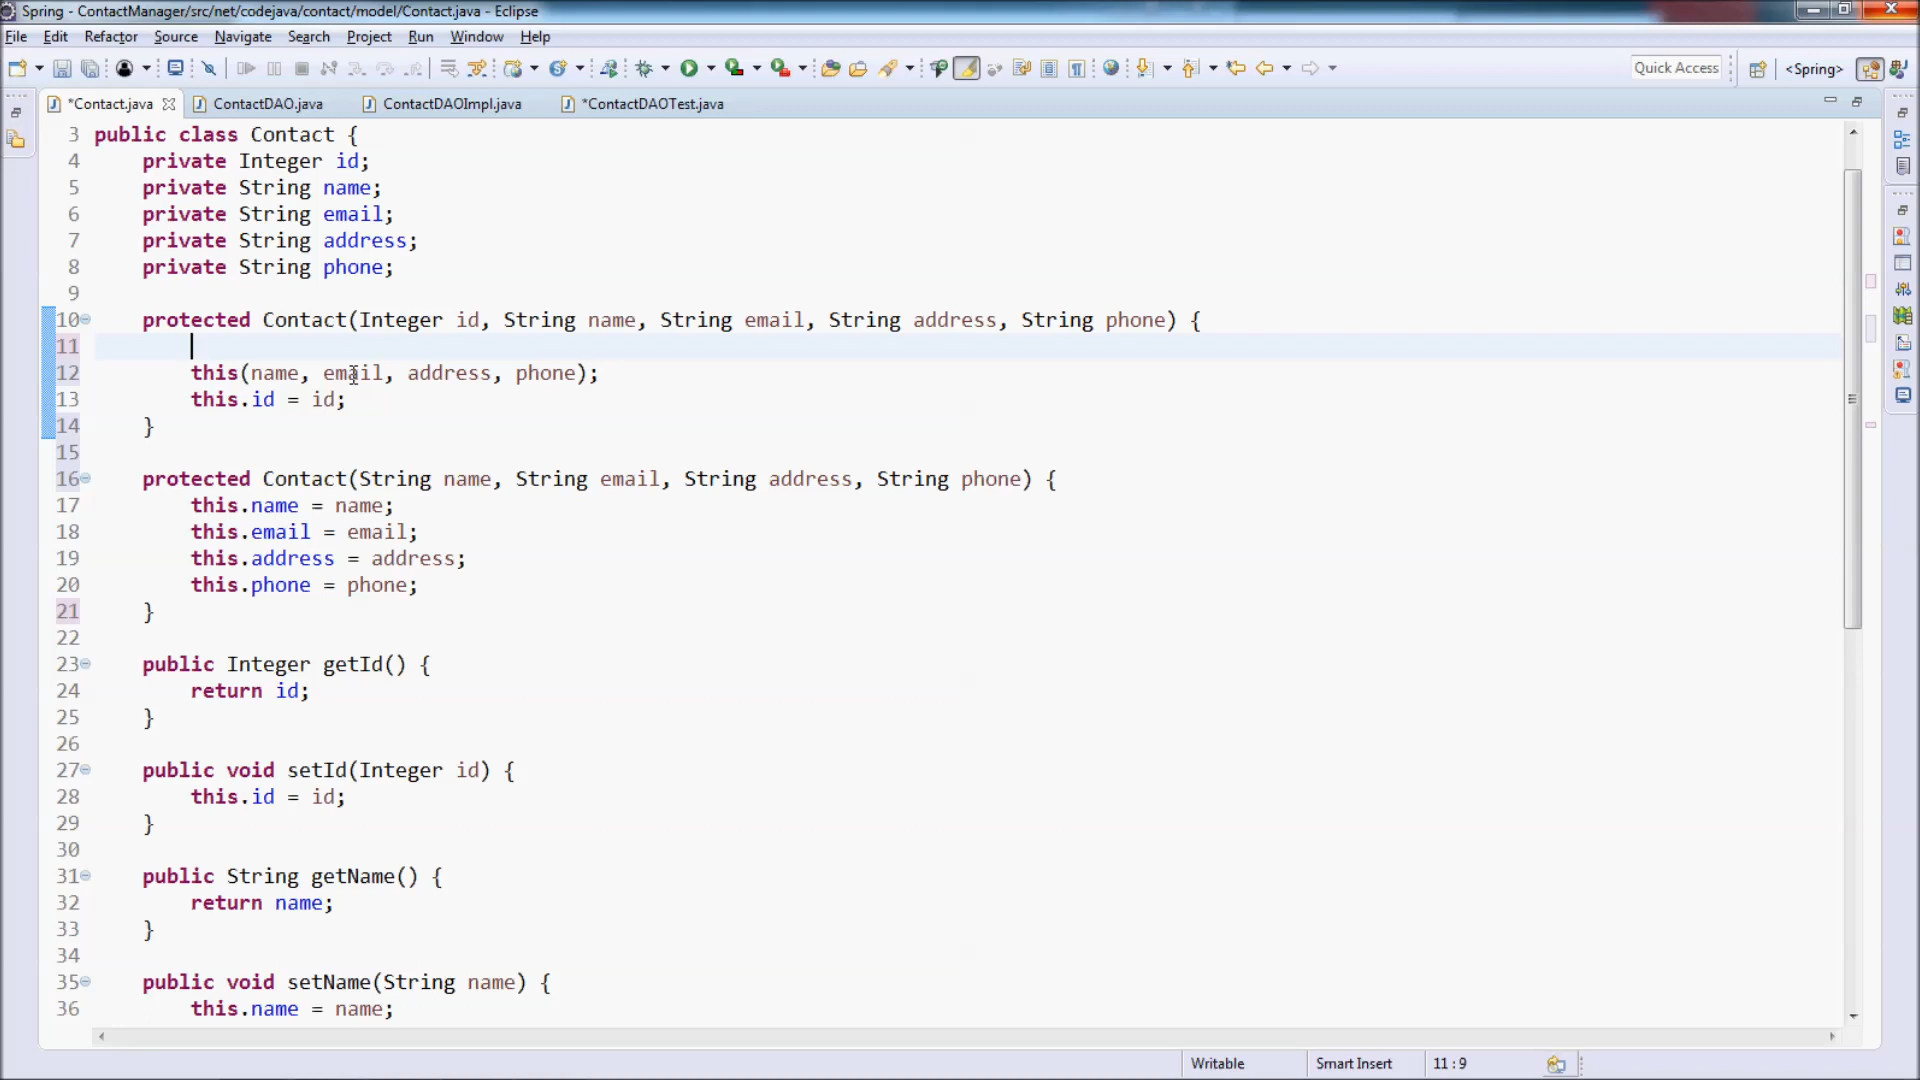 Spring - ContactManager/src/net/codejava/contact/model/Contact.java - Eclipse
File Edit Refactor Source Navigate Search Project Run Window Help
Quick Access <Spring>
*Contact.java ContactDAO.java ContactDAOImpl.java *ContactDAOTest.java
3 public class Contact {
4 private Integer id;
5 private String name;
6 private String email;
7 private String address;
8 private String phone;
9
10 protected Contact(Integer id, String name, String email, String address, String phone) {
11
12 this(name, email, address, phone);
13 this.id = id;
14 }
15
16 protected Contact(String name, String email, String address, String phone) {
17 this.name = name;
18 this.email = email;
19 this.address = address;
20 this.phone = phone;
21 }
22
23 public Integer getId() {
24 return id;
25 }
26
27 public void setId(Integer id) {
28 this.id = id;
29 }
30
31 public String getName() {
32 return name;
33 }
34
35 public void setName(String name) {
36 this.name = name;
Writable Smart Insert 11 : 9